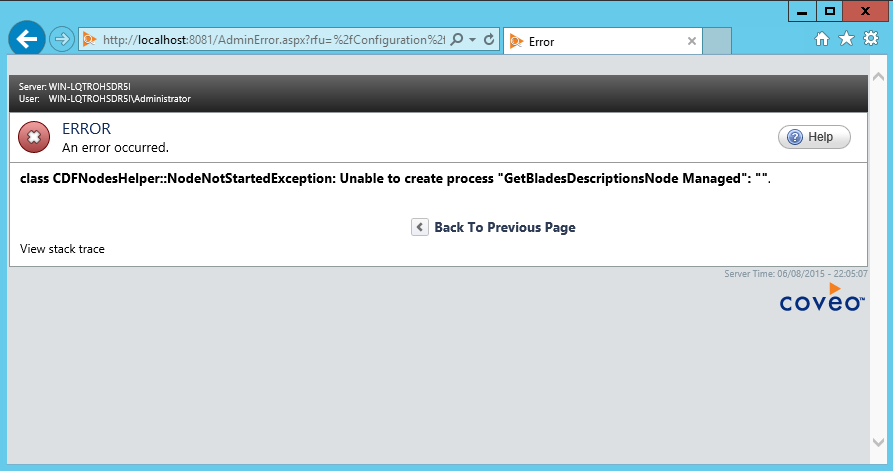 http://localhost:8081/AdminError.aspx?rfu=%2fConfiguration%2f
Error
Server: WIN-LQTROHSDR5I
User: WIN-LQTROHSDR5I\Administrator
ERROR
An error occurred.
Help
class CDFNodesHelper::NodeNotStartedException: Unable to create process "GetBladesDescriptionsNode Managed": "".
Back To Previous Page
View stack trace
Server Time: 06/08/2015 - 22:05:07
coveo™